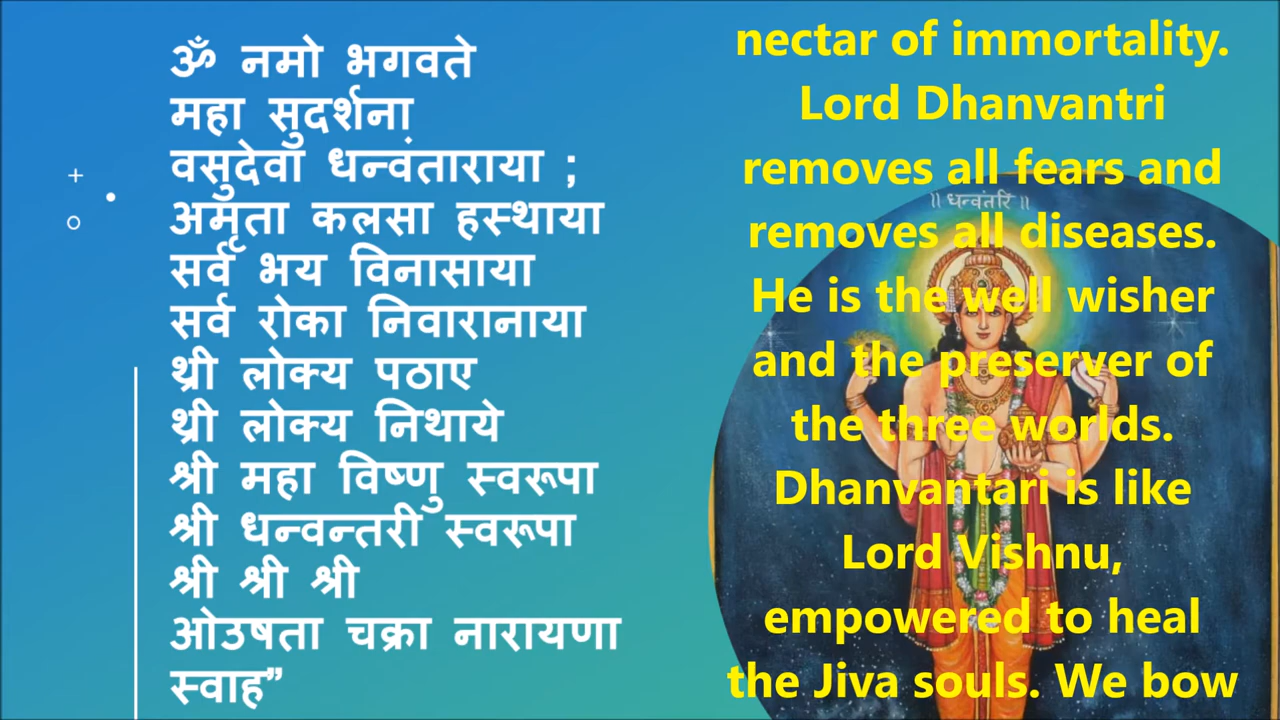 ॐ नमो भगवते
महा सुदर्शना
वसुदेवा धन्वंताराया ;
अमृता कलसा हस्थाया
सर्व भय विनासाया
सर्व रोका निवारानाया
थ्री लोक्य पठाए
थ्री लोक्य निथाये
श्री महा विष्णु स्वरूपा
श्री धन्वन्तरी स्वरूपा
श्री श्री श्री
ओउषता चक्रा नारायणा
स्वाह”
nectar of immortality.
Lord Dhanvantri
removes all fears and
removes all diseases.
He is the well wisher
and the preserver of
the three worlds.
Dhanvantari is like
Lord Vishnu,
empowered to heal
the Jiva souls. We bow
॥ धन्वंतरि ॥